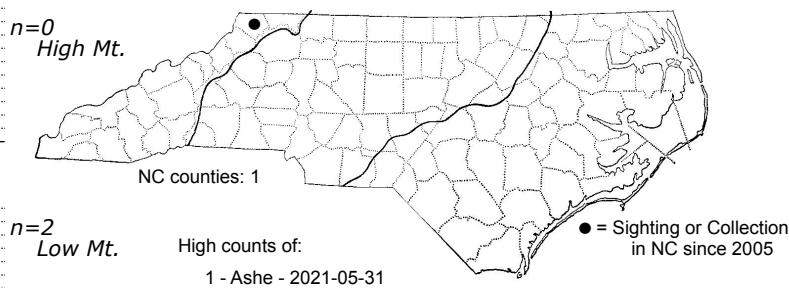 n=0
High Mt.
NC counties: 1
n=2
Low Mt.
High counts of:
1 - Ashe - 2021-05-31
● = Sighting or Collection
in NC since 2005